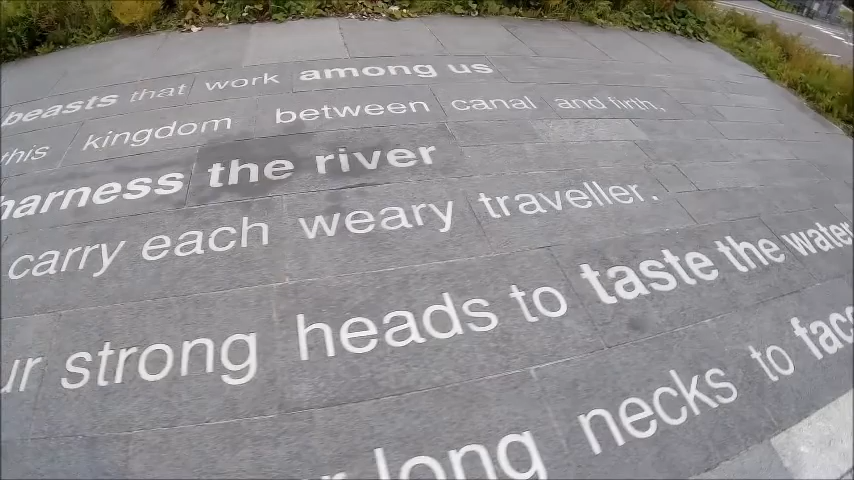 beasts that work among us
this kingdom between canal and firth,
harness the river
carry each weary traveller.
strong heads to taste the water
long necks to face